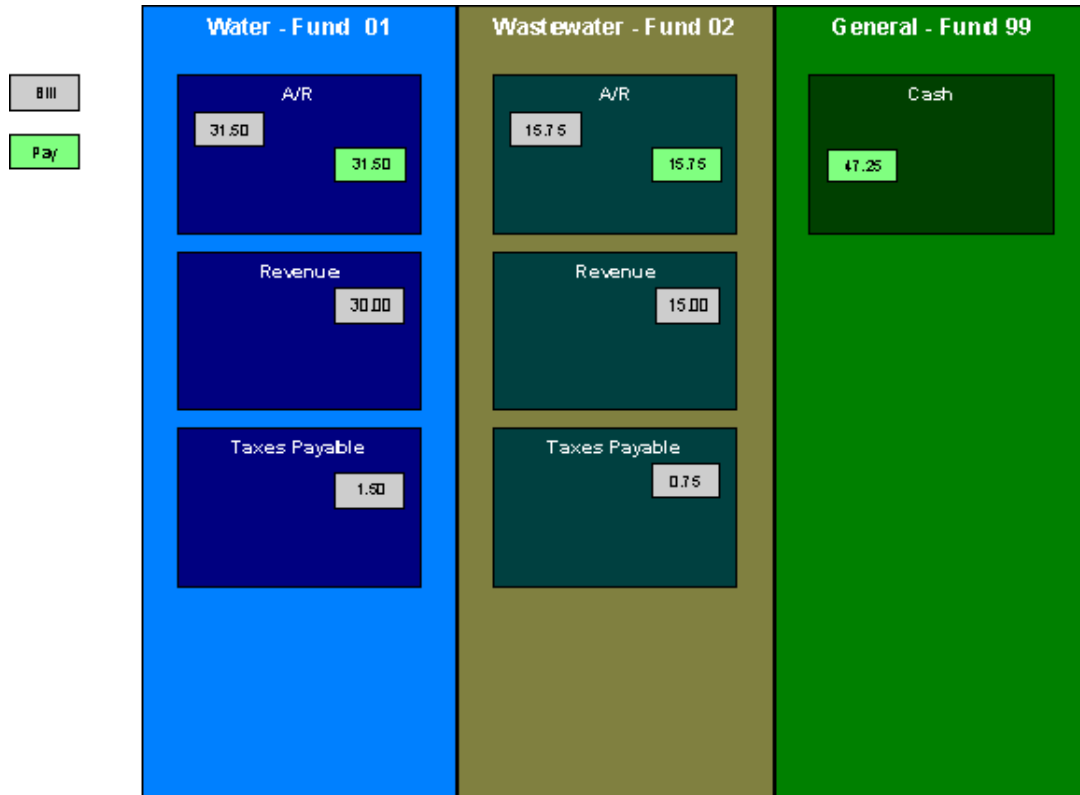 Water - Fund 01
Wastewater - Fund 02
General - Fund 99
Bill
Pay
A/R
31.50
31.50
Revenue
30.00
Taxes Payable
1.50
A/R
15.75
15.75
Revenue
15.00
Taxes Payable
0.75
Cash
47.25